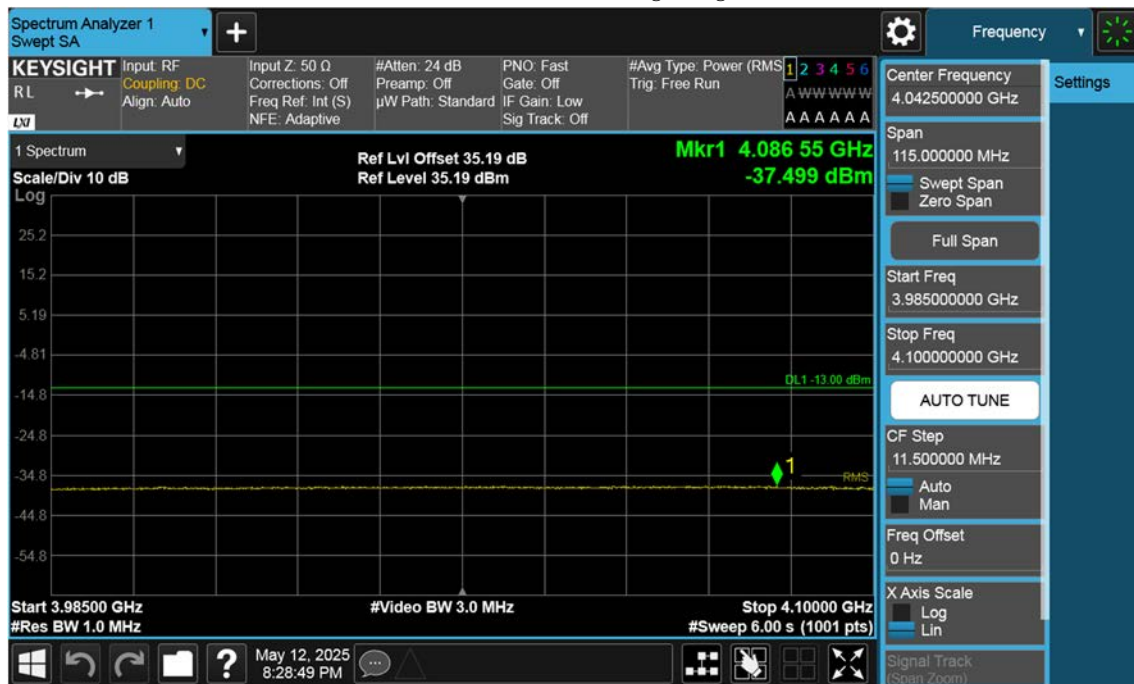 Spectrum Analyzer 1
Swept SA
+
Frequency
KEYSIGHT
RL
LXI
Input: RF
Coupling: DC
Align: Auto
Input Z: 50 Ω
Corrections: Off
Freq Ref: Int (S)
NFE: Adaptive
#Atten: 24 dB
Preamp: Off
µW Path: Standard
PNO: Fast
Gate: Off
IF Gain: Low
Sig Track: Off
#Avg Type: Power (RMS
Trig: Free Run
1 2 3 4 5 6
A W W W W W
A A A A A A
1 Spectrum
Scale/Div 10 dB
Ref Lvl Offset 35.19 dB
Ref Level 35.19 dBm
Mkr1 4.086 55 GHz
-37.499 dBm
Log
25.2
15.2
5.19
-4.81
-14.8
-24.8
-34.8
-44.8
-54.8
DL1 -13.00 dBm
1
RMS
Start 3.98500 GHz
#Res BW 1.0 MHz
#Video BW 3.0 MHz
Stop 4.10000 GHz
#Sweep 6.00 s (1001 pts)
Center Frequency
4.042500000 GHz
Span
115.000000 MHz
Swept Span
Zero Span
Full Span
Start Freq
3.985000000 GHz
Stop Freq
4.100000000 GHz
AUTO TUNE
CF Step
11.500000 MHz
Auto
Man
Freq Offset
0 Hz
X Axis Scale
Log
Lin
Signal Track
(Span Zoom)
Settings
?
May 12, 2025
8:28:49 PM